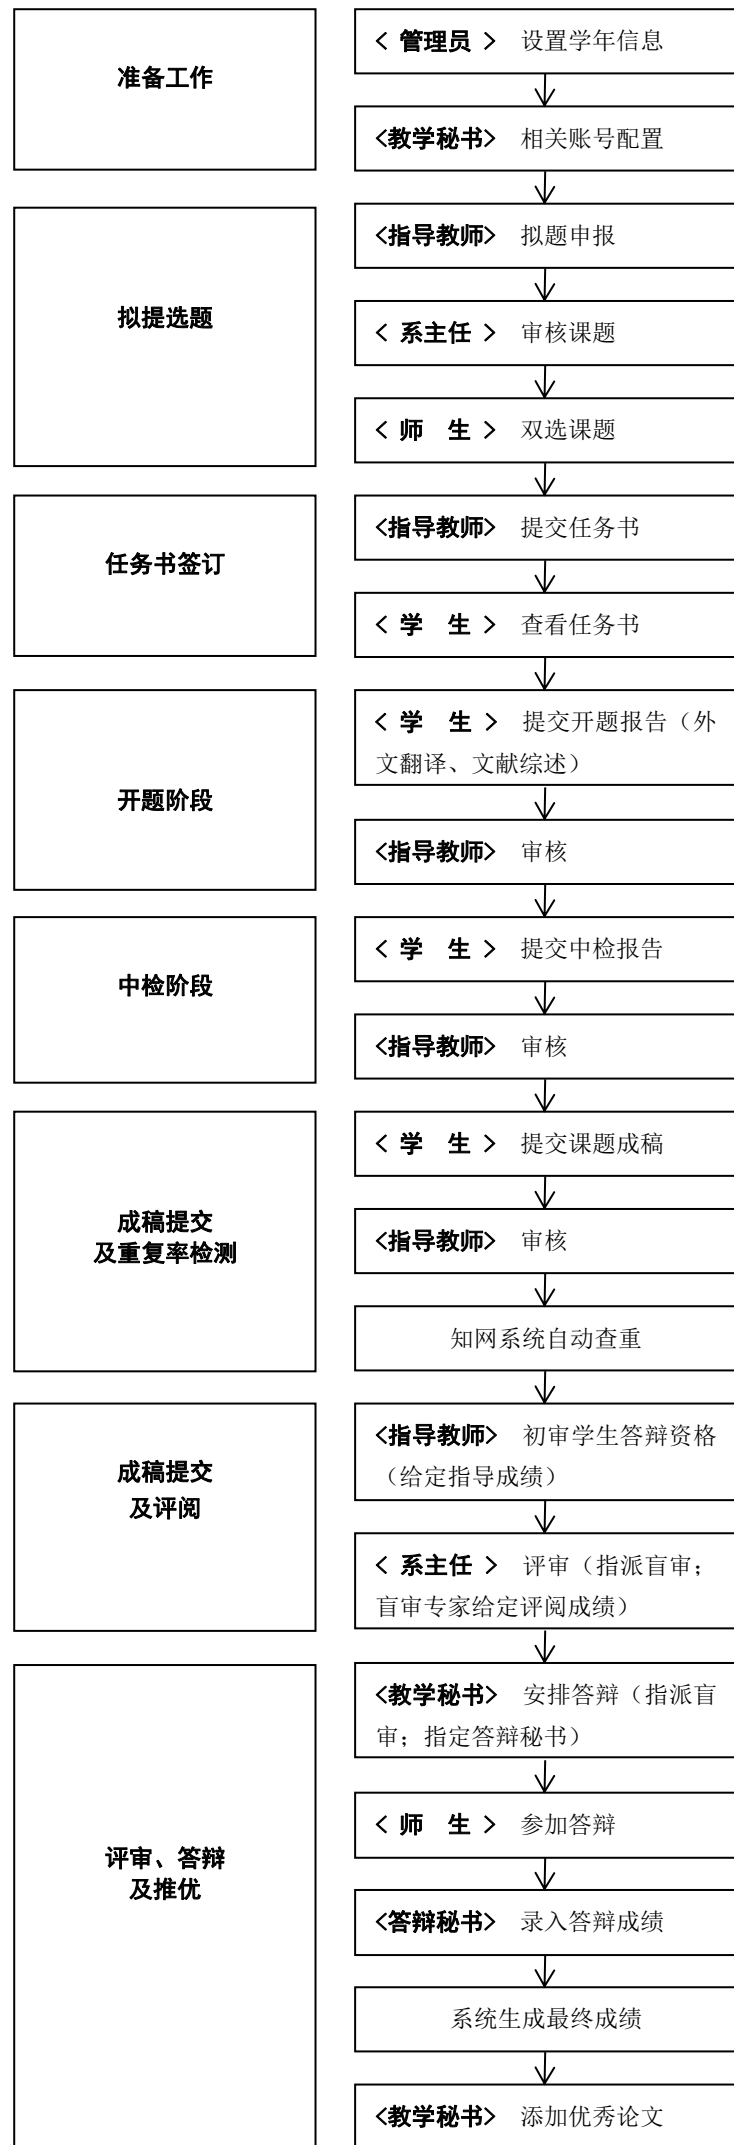 准备工作
< 管理员 > 设置学年信息
<教学秘书> 相关账号配置
拟提选题
<指导教师> 拟题申报
< 系主任 > 审核课题
< 师 生 > 双选课题
任务书签订
<指导教师> 提交任务书
< 学 生 > 查看任务书
开题阶段
< 学 生 > 提交开题报告（外
文翻译、文献综述）
<指导教师> 审核
中检阶段
< 学 生 > 提交中检报告
<指导教师> 审核
成稿提交
及重复率检测
< 学 生 > 提交课题成稿
<指导教师> 审核
知网系统自动查重
成稿提交
及评阅
<指导教师> 初审学生答辩资格
（给定指导成绩）
< 系主任 > 评审（指派盲审；
盲审专家给定评阅成绩）
评审、答辩
及推优
<教学秘书> 安排答辩（指派盲
审；指定答辩秘书）
< 师 生 > 参加答辩
<答辩秘书> 录入答辩成绩
系统生成最终成绩
<教学秘书> 添加优秀论文